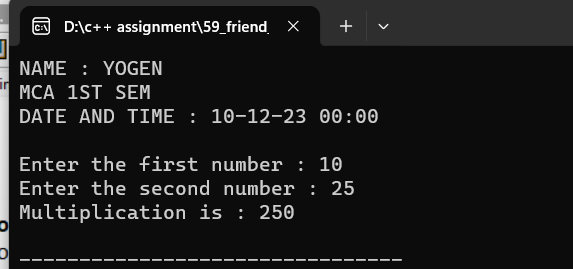 D:\c++ assignment\59_friend_
NAME : YOGEN
MCA 1ST SEM
DATE AND TIME : 10-12-23 00:00
Enter the first number : 10
Enter the second number : 25
Multiplication is : 250
--------------------------------